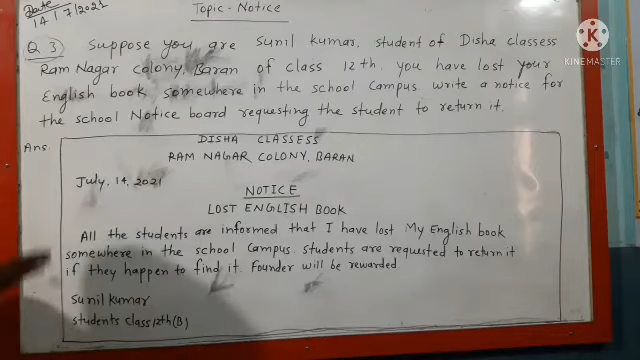 Date
14/7/2021
Topic - Notice
Q.3) Suppose you are Sunil kumar, student of Disha classess
Ram Nagar Colony, Baran of class 12th. You have lost your
English book somewhere in the school Campus. write a notice for
the school Notice board requesting the student to return it.
Ans.
DISHA CLASSESS
RAM NAGAR COLONY, BARAN
July, 14, 2021
NOTICE
LOST ENGLISH BOOK
All the students are informed that I have lost My English book
somewhere in the school Campus. Students are requested to return it
if they happen to find it. Founder will be rewarded.
Sunil kumar
students class 12th (B)
K
KINEMASTER